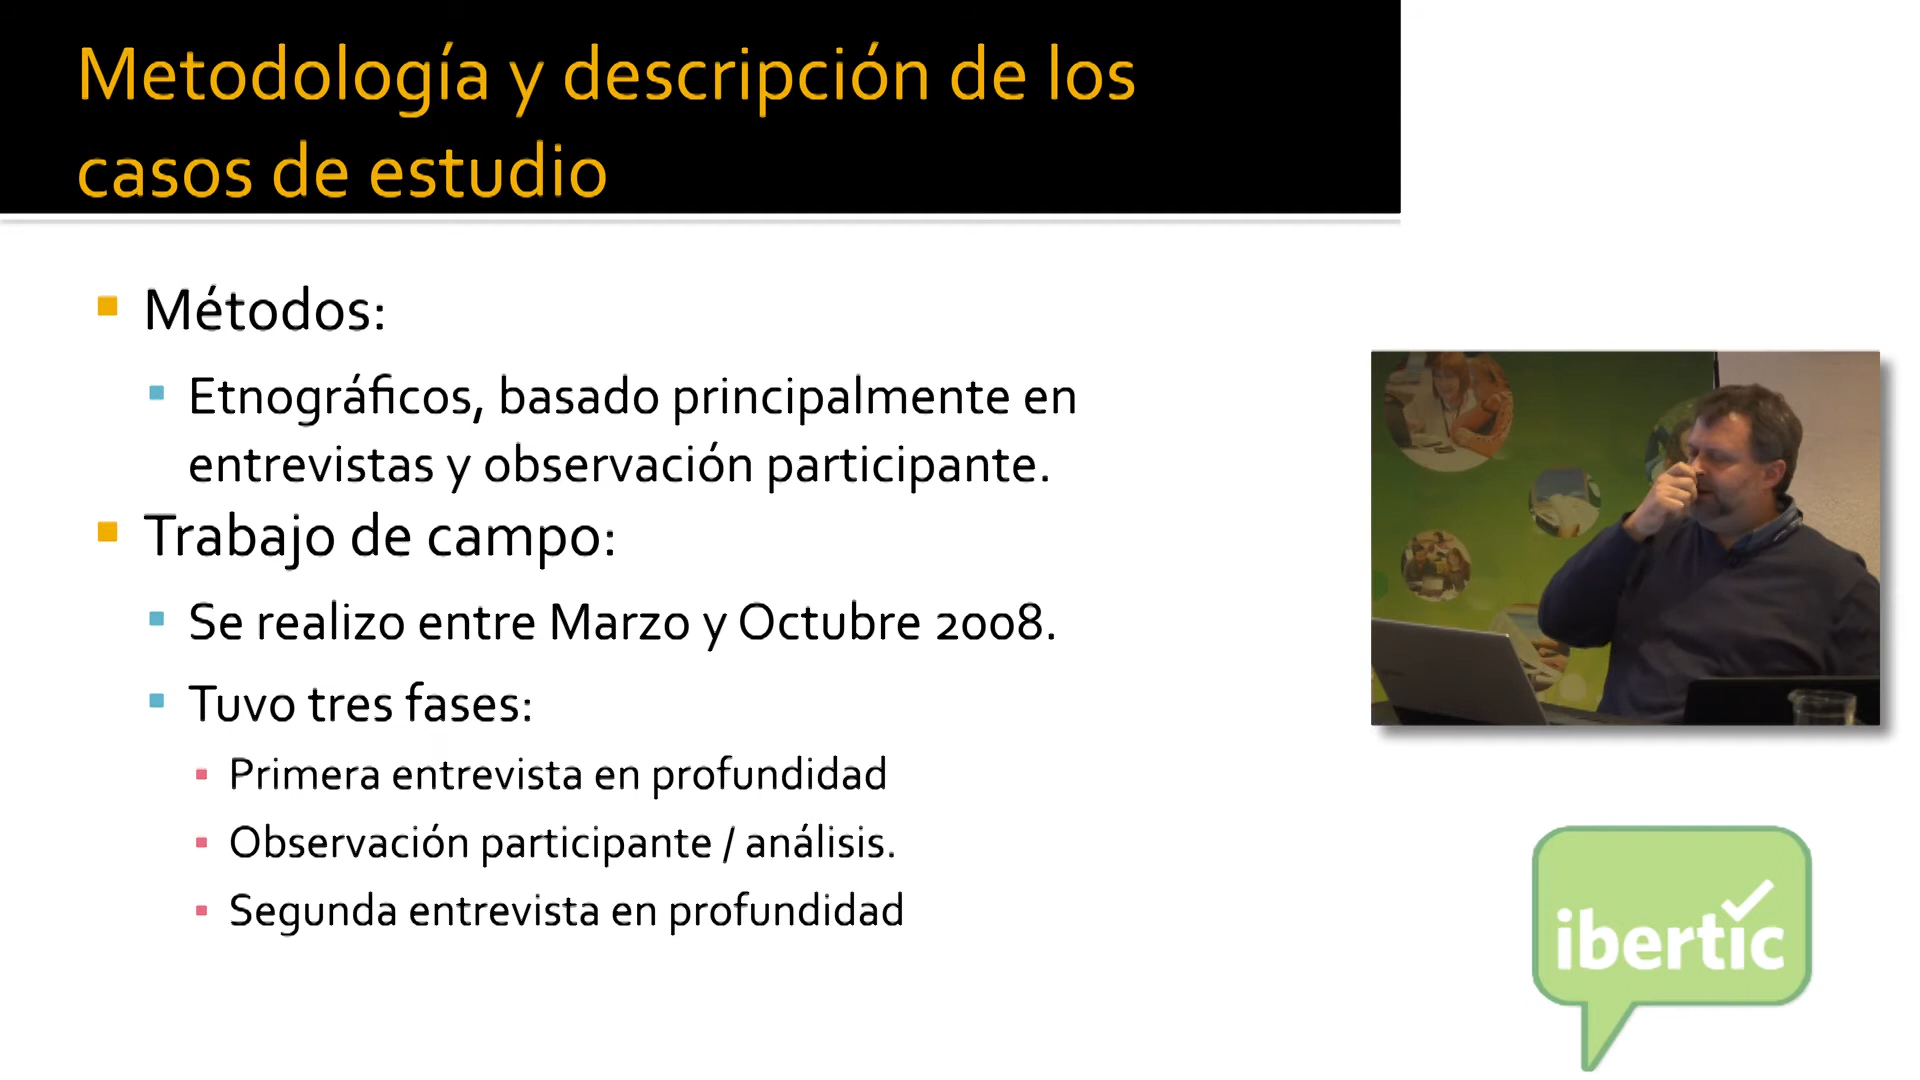 Metodología y descripción de los
casos de estudio
Métodos:
Etnográficos, basado principalmente en
entrevistas y observación participante.
Trabajo de campo:
Se realizo entre Marzo y Octubre 2008.
Tuvo tres fases:
Primera entrevista en profundidad
Observación participante / análisis.
Segunda entrevista en profundidad
ibertic